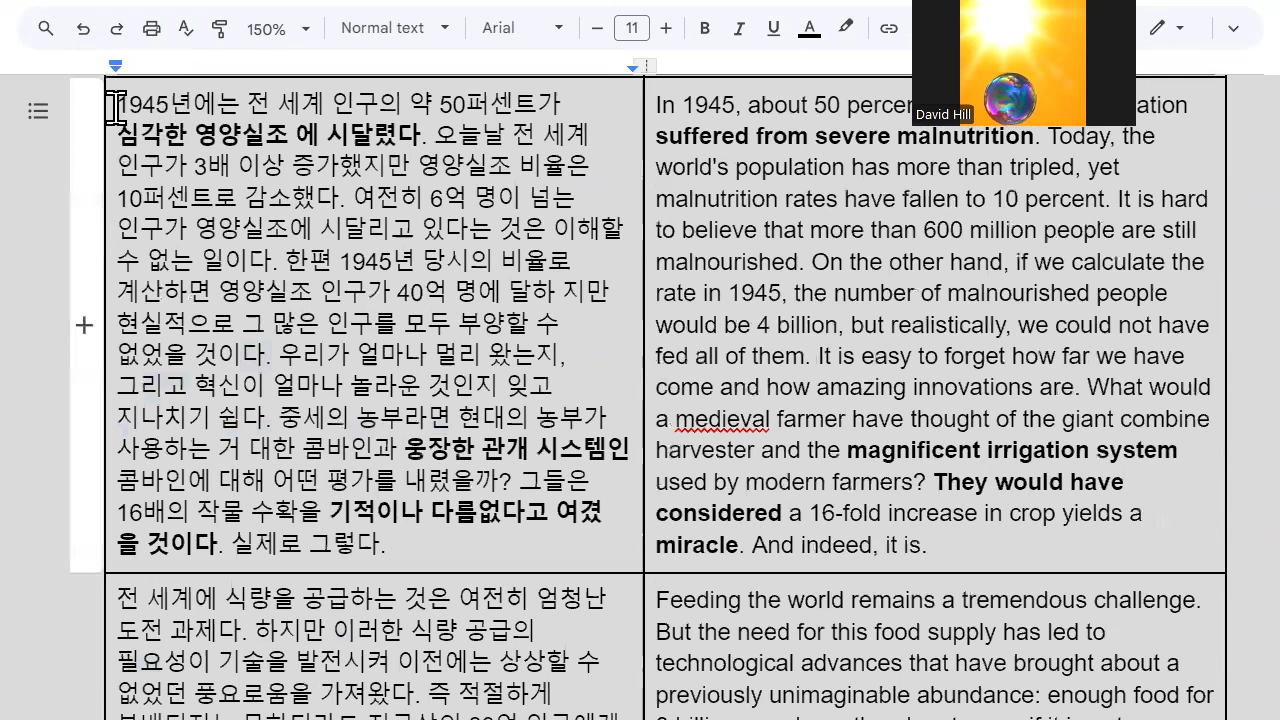 150%
Normal text
Arial
11
B I U A
David Hill
1945년에는 전 세계 인구의 약 50퍼센트가
심각한 영양실조 에 시달렸다. 오늘날 전 세계
인구가 3배 이상 증가했지만 영양실조 비율은
10퍼센트로 감소했다. 여전히 6억 명이 넘는
인구가 영양실조에 시달리고 있다는 것은 이해할
수 없는 일이다. 한편 1945년 당시의 비율로
계산하면 영양실조 인구가 40억 명에 달하 지만
현실적으로 그 많은 인구를 모두 부양할 수
없었을 것이다. 우리가 얼마나 멀리 왔는지,
그리고 혁신이 얼마나 놀라운 것인지 잊고
지나치기 쉽다. 중세의 농부라면 현대의 농부가
사용하는 거 대한 콤바인과 웅장한 관개 시스템인
콤바인에 대해 어떤 평가를 내렸을까? 그들은
16배의 작물 수확을 기적이나 다름없다고 여겼
을 것이다. 실제로 그렇다.
In 1945, about 50 percen ation
suffered from severe malnutrition. Today, the
world's population has more than tripled, yet
malnutrition rates have fallen to 10 percent. It is hard
to believe that more than 600 million people are still
malnourished. On the other hand, if we calculate the
rate in 1945, the number of malnourished people
would be 4 billion, but realistically, we could not have
fed all of them. It is easy to forget how far we have
come and how amazing innovations are. What would
a medieval farmer have thought of the giant combine
harvester and the magnificent irrigation system
used by modern farmers? They would have
considered a 16-fold increase in crop yields a
miracle. And indeed, it is.
전 세계에 식량을 공급하는 것은 여전히 엄청난
도전 과제다. 하지만 이러한 식량 공급의
필요성이 기술을 발전시켜 이전에는 상상할 수
없었던 풍요로움을 가져왔다. 즉 적절하게
Feeding the world remains a tremendous challenge.
But the need for this food supply has led to
technological advances that have brought about a
previously unimaginable abundance: enough food for